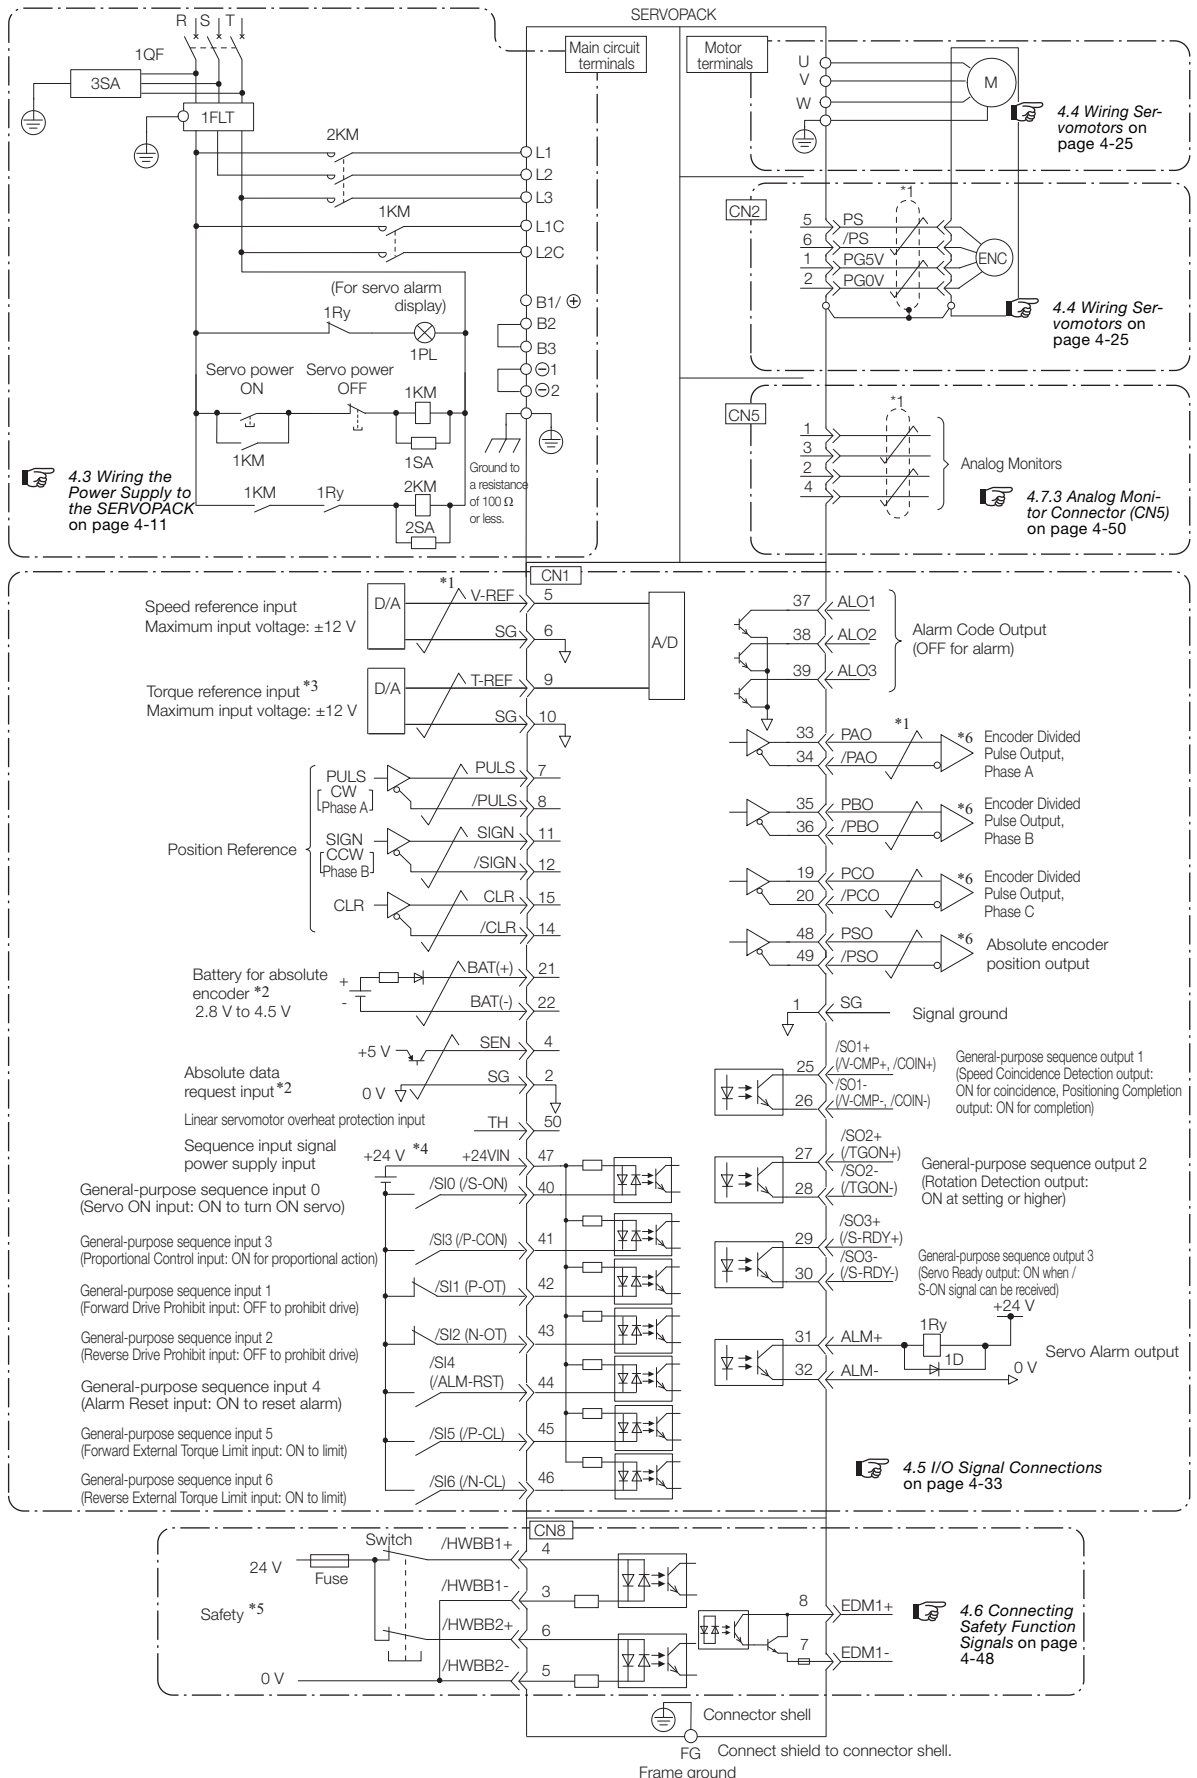 SERVOPACK
R S T
1QF
3SA
1FLT
2KM
1KM
Main circuit
terminals
L1
L2
L3
L1C
L2C
B1/ ⊕
B2
B3
⊖1
⊖2
(For servo alarm
display)
1Ry
1PL
Servo power
ON
Servo power
OFF
1KM
1SA
1KM
1KM
1Ry
2KM
2SA
Ground to
a resistance
of 100 Ω
or less.
4.3 Wiring the
Power Supply to
the SERVOPACK
on page 4-11
Motor
terminals
U
V
W
M
4.4 Wiring Ser-
vomotors on
page 4-25
CN2
*1
5 PS
6 /PS
1 PG5V
2 PG0V
ENC
4.4 Wiring Ser-
vomotors on
page 4-25
CN5
*1
1
3
2
4
Analog Monitors
4.7.3 Analog Moni-
tor Connector (CN5)
on page 4-50
CN1
Speed reference input
Maximum input voltage: ±12 V
D/A
*1
V-REF 5
SG 6
A/D
Torque reference input *3
Maximum input voltage: ±12 V
D/A
T-REF 9
SG 10
Position Reference
PULS
CW
Phase A
PULS 7
/PULS 8
SIGN
CCW
Phase B
SIGN 11
/SIGN 12
CLR
CLR 15
/CLR 14
Battery for absolute
encoder *2
2.8 V to 4.5 V
+
-
BAT(+) 21
BAT(-) 22
Absolute data
request input*2
+5 V
SEN 4
0 V
SG 2
Linear servomotor overheat protection input
TH 50
Sequence input signal
power supply input
+24 V *4
+24VIN 47
General-purpose sequence input 0
(Servo ON input: ON to turn ON servo)
/SI0 (/S-ON) 40
General-purpose sequence input 3
(Proportional Control input: ON for proportional action)
/SI3 (/P-CON) 41
General-purpose sequence input 1
(Forward Drive Prohibit input: OFF to prohibit drive)
/SI1 (P-OT) 42
General-purpose sequence input 2
(Reverse Drive Prohibit input: OFF to prohibit drive)
/SI2 (N-OT) 43
General-purpose sequence input 4
(Alarm Reset input: ON to reset alarm)
/SI4
(/ALM-RST) 44
General-purpose sequence input 5
(Forward External Torque Limit input: ON to limit)
/SI5 (/P-CL) 45
General-purpose sequence input 6
(Reverse External Torque Limit input: ON to limit)
/SI6 (/N-CL) 46
37 ALO1
38 ALO2
39 ALO3
Alarm Code Output
(OFF for alarm)
*1
33 PAO
34 /PAO
*6 Encoder Divided
Pulse Output,
Phase A
35 PBO
36 /PBO
*6 Encoder Divided
Pulse Output,
Phase B
19 PCO
20 /PCO
*6 Encoder Divided
Pulse Output,
Phase C
48 PSO
49 /PSO
*6 Absolute encoder
position output
1 SG
Signal ground
/SO1+
25 (/V-CMP+, /COIN+)
/SO1-
26 (/V-CMP-, /COIN-)
General-purpose sequence output 1
(Speed Coincidence Detection output:
ON for coincidence, Positioning Completion
output: ON for completion)
/SO2+
27 (/TGON+)
/SO2-
28 (/TGON-)
General-purpose sequence output 2
(Rotation Detection output:
ON at setting or higher)
/SO3+
29 (/S-RDY+)
/SO3-
30 (/S-RDY-)
General-purpose sequence output 3
(Servo Ready output: ON when /
S-ON signal can be received)
+24 V
1Ry
31 ALM+
1D
32 ALM-
0 V
Servo Alarm output
4.5 I/O Signal Connections
on page 4-33
CN8
Switch
24 V
Fuse
Safety *5
0 V
/HWBB1+ 4
/HWBB1- 3
/HWBB2+ 6
/HWBB2- 5
8 EDM1+
7 EDM1-
4.6 Connecting
Safety Function
Signals on page
4-48
Connector shell
FG Connect shield to connector shell.
Frame ground